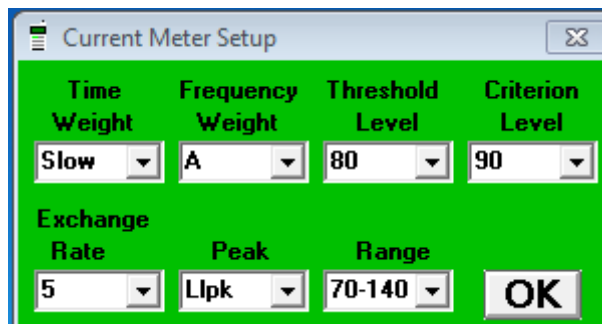 Current Meter Setup
Time Frequency Threshold Criterion
Weight Weight Level Level
Slow A 80 90
Exchange
Rate Peak Range
5 LIpk 70-140 OK